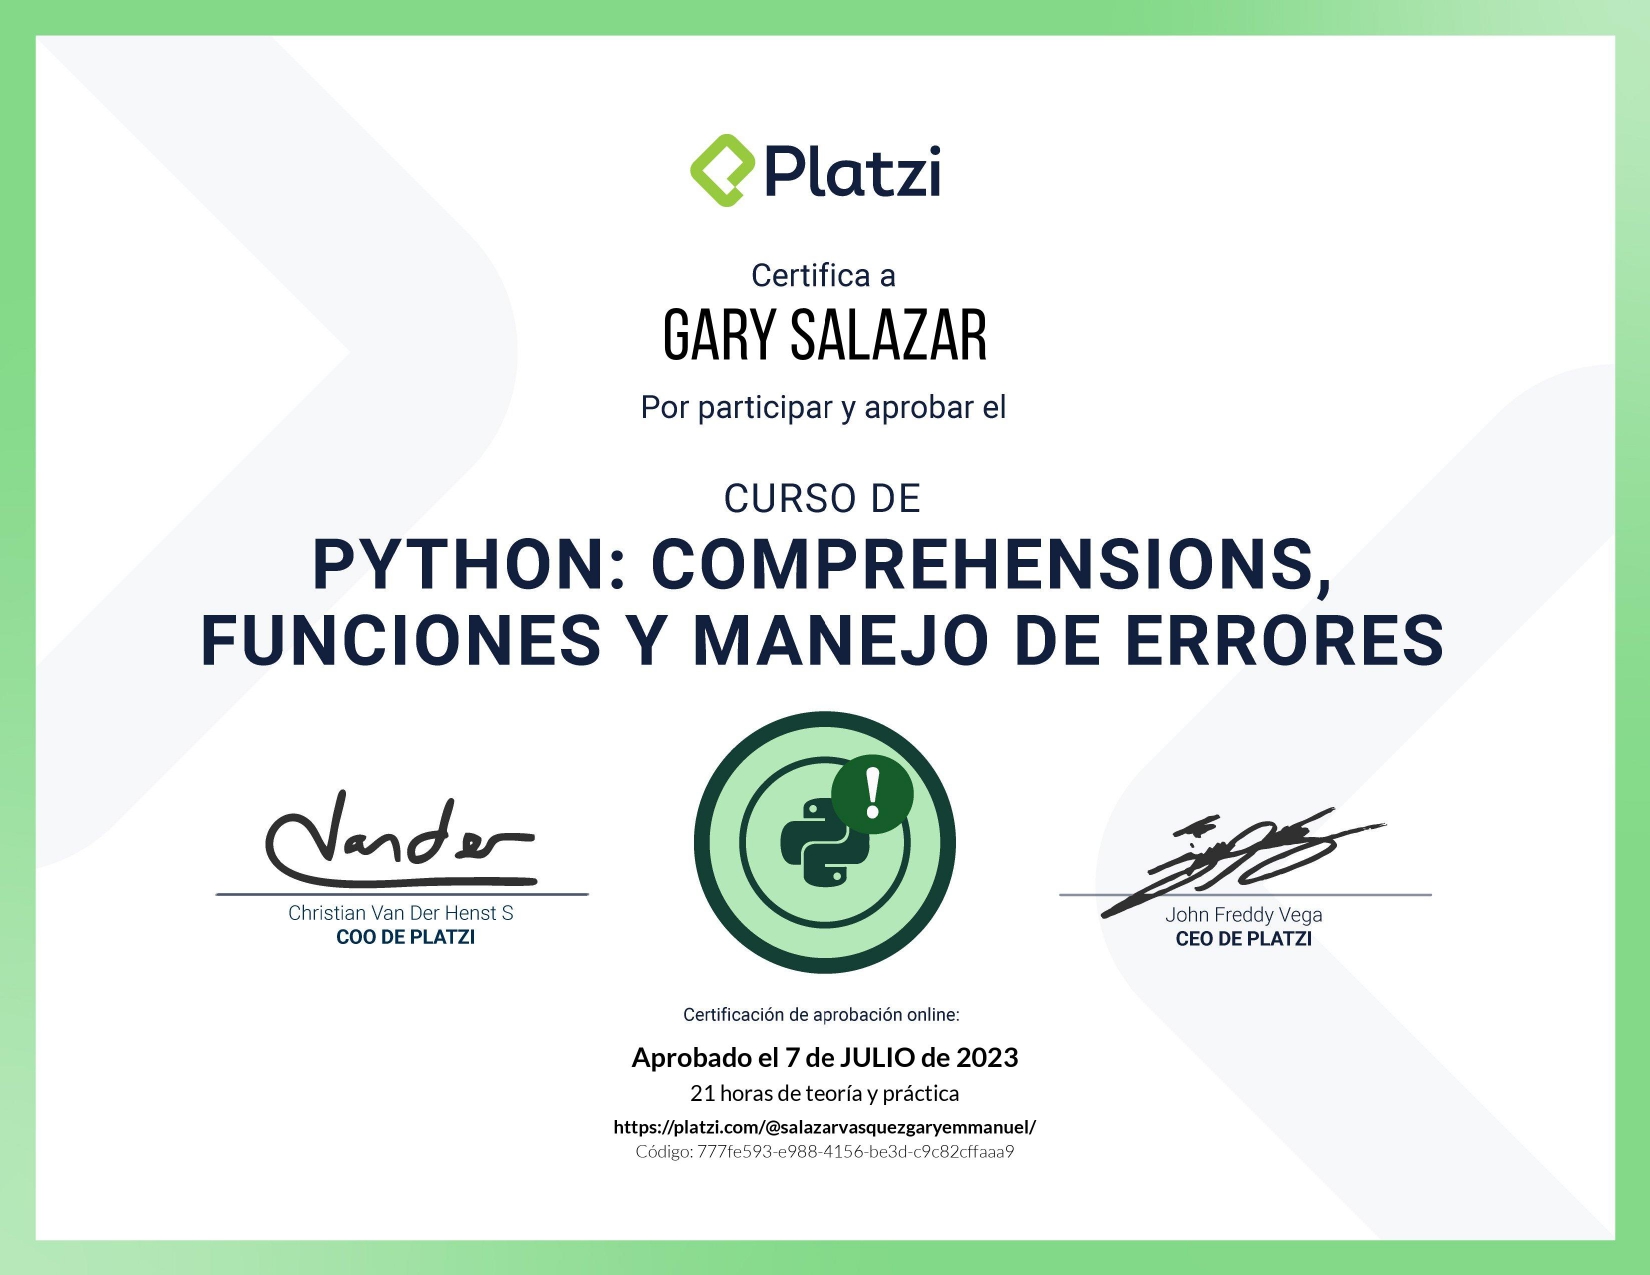 Platzi
Certifica a
GARY SALAZAR
Por participar y aprobar el
CURSO DE
PYTHON: COMPREHENSIONS,
FUNCIONES Y MANEJO DE ERRORES
Vander
Christian Van Der Henst S
COO DE PLATZI
John Freddy Vega
CEO DE PLATZI
Certificación de aprobación online:
Aprobado el 7 de JULIO de 2023
21 horas de teoría y práctica
https://platzi.com/@salazarvasquezgaryemmanuel/
Código: 777fe593-e988-4156-be3d-c9c82cffaaa9